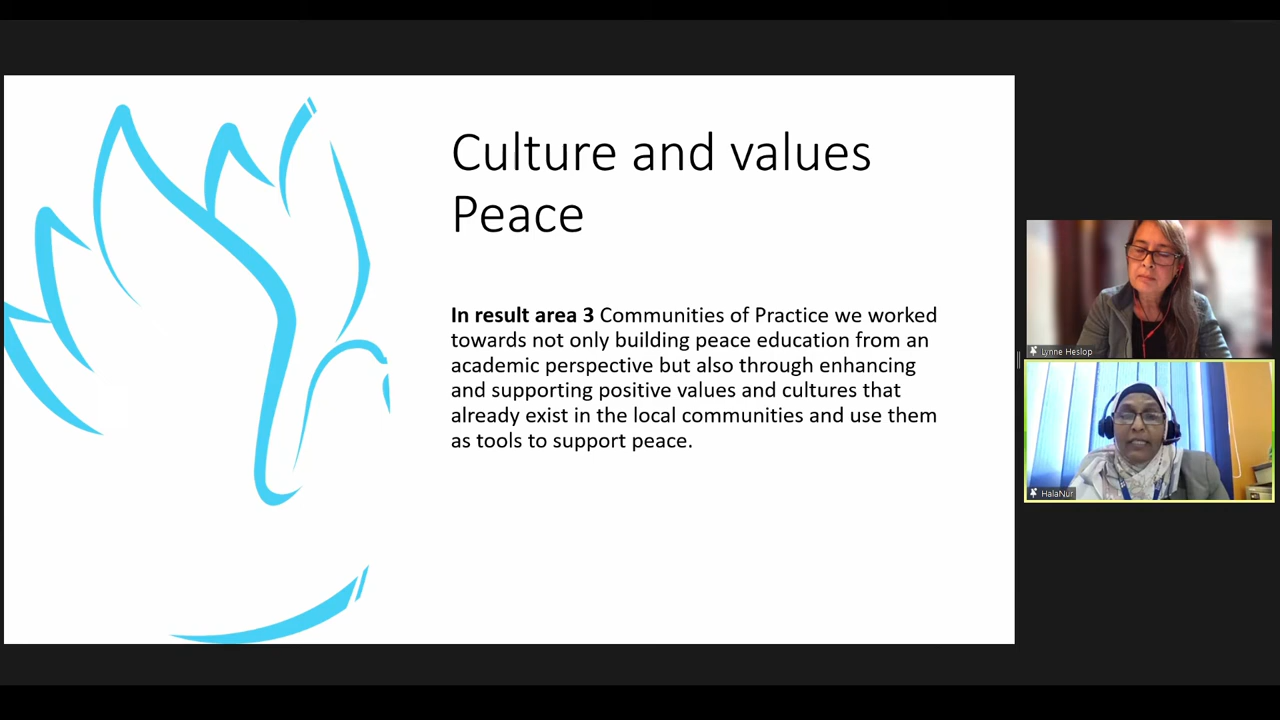 Culture and values
Peace
In result area 3 Communities of Practice we worked
towards not only building peace education from an
academic perspective but also through enhancing
and supporting positive values and cultures that
already exist in the local communities and use them
as tools to support peace.
Lynne Heslop
HalaNur